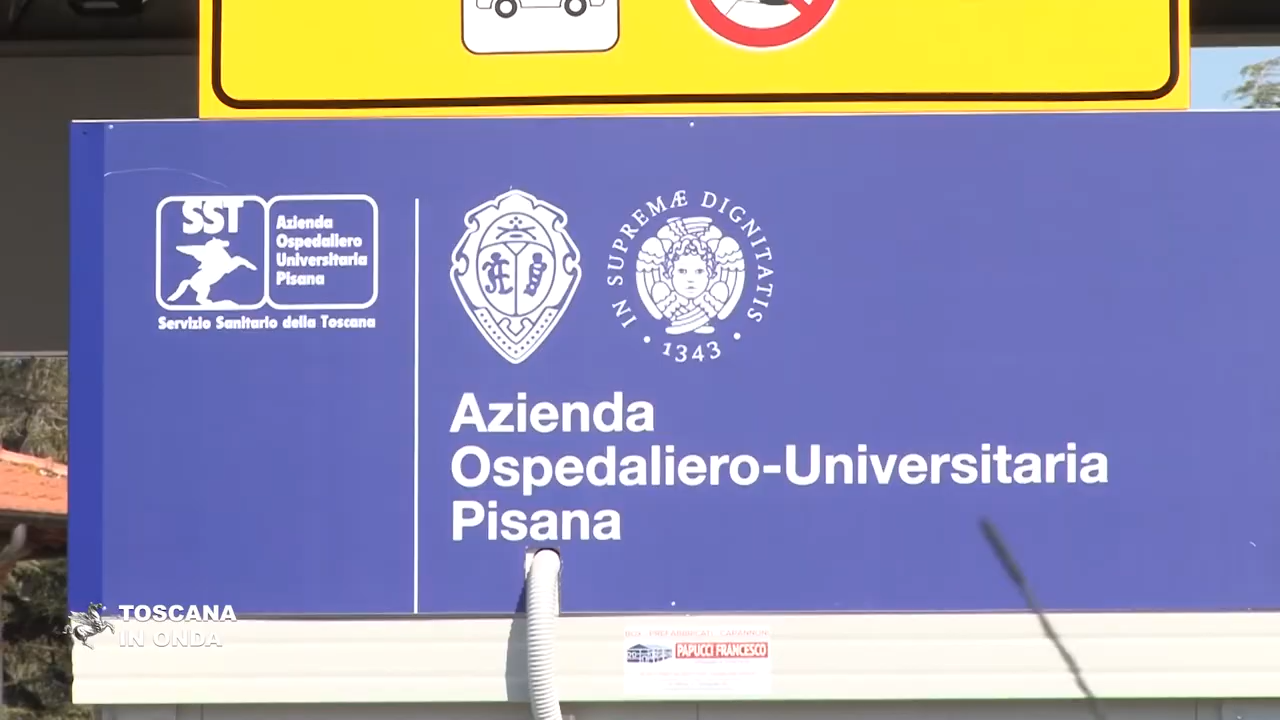 SST
Azienda
Ospedaliero
Universitaria
Pisana
Servizio Sanitario della Toscana
IN SUPREMÆ DIGNITATIS
• 1343 •
Azienda
Ospedaliero-Universitaria
Pisana
TOSCANA
IN ONDA
PAPUCCI FRANCESCO